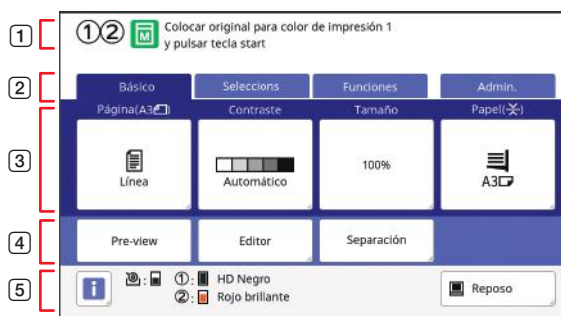 1
①② M Colocar original para color de impresión 1
y pulsar tecla start
2
Básico Seleccions Funciones Admin.
Página(A3) Contraste Tamaño Papel()
3
Línea Automático 100% A3
4
Pre-view Editor Separación
5
i : ①: HD Negro
②: Rojo brillante
Reposo